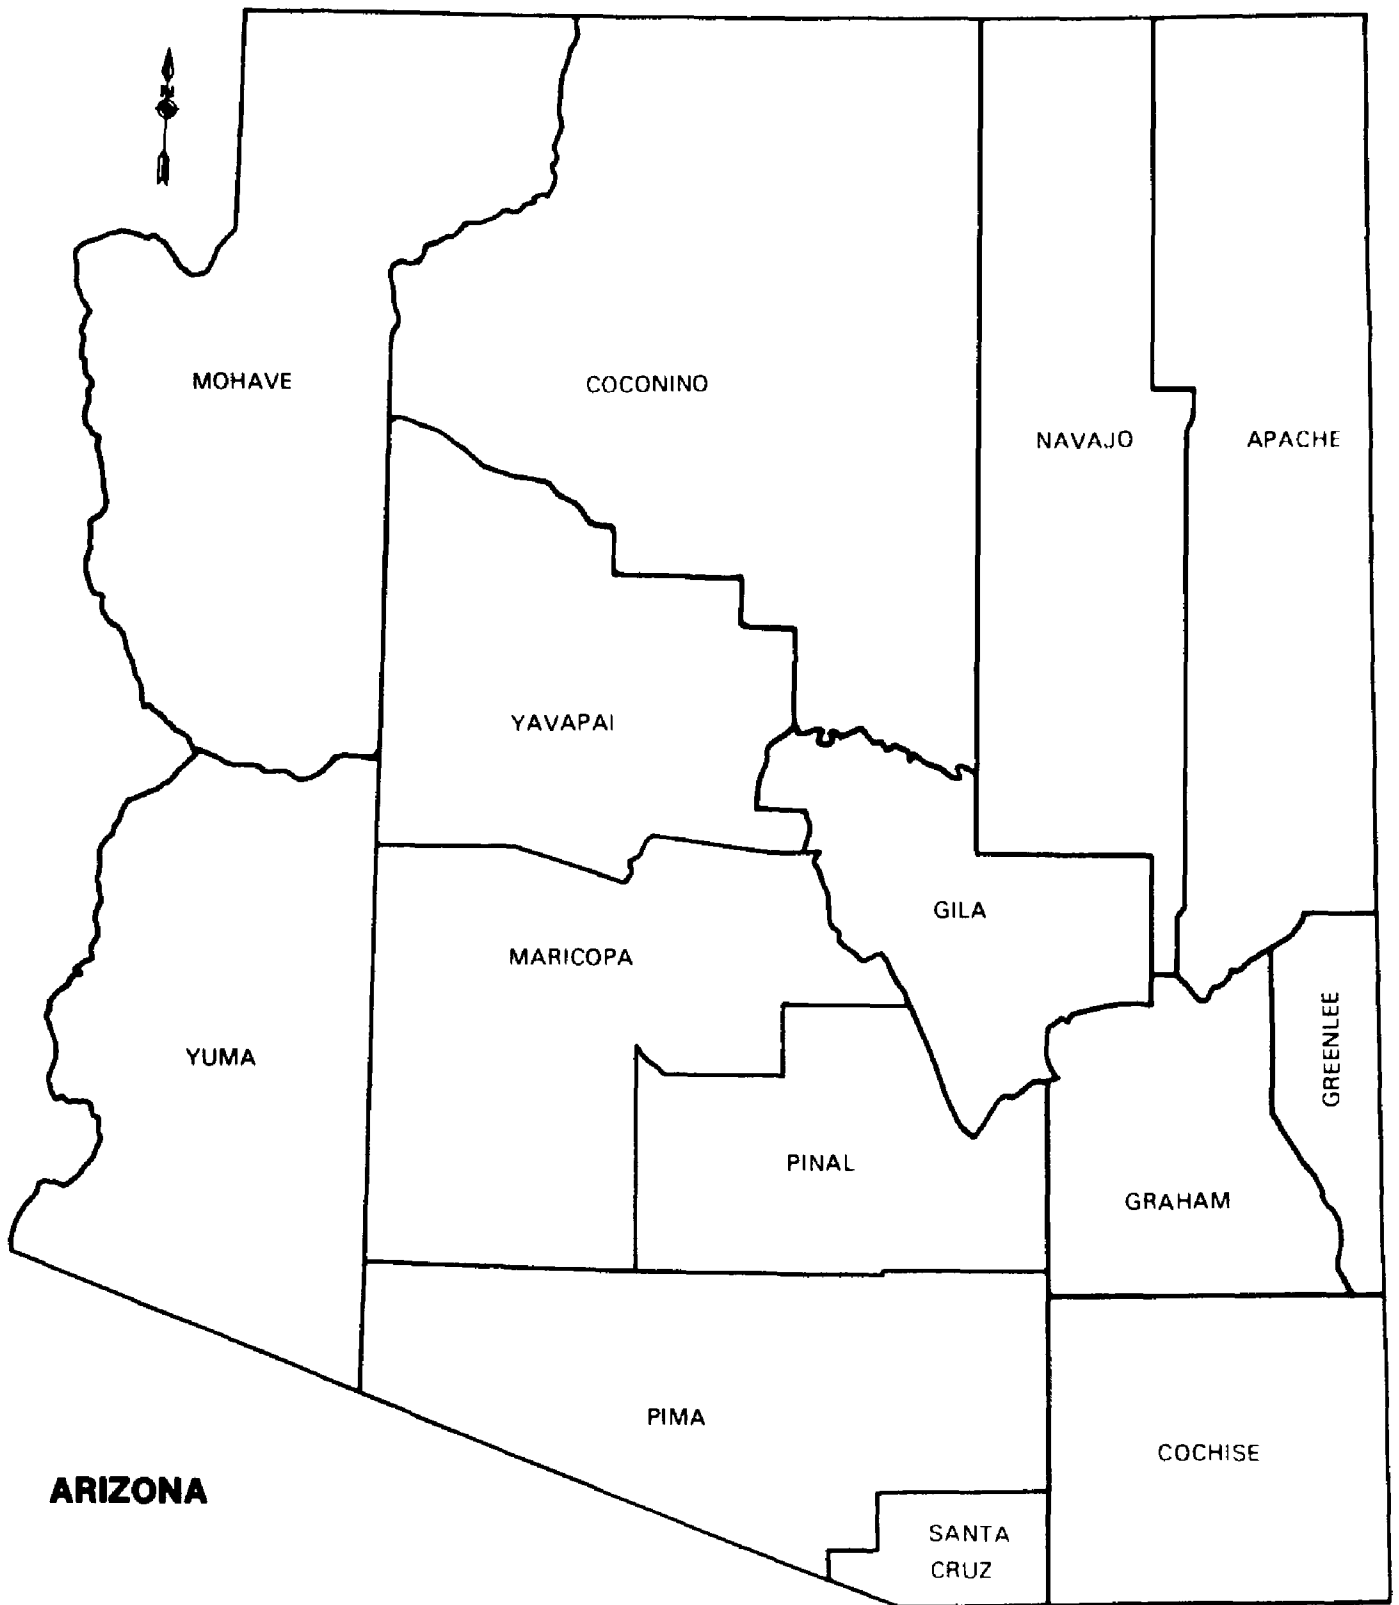 N
MOHAVE
COCONINO
NAVAJO
APACHE
YAVAPAI
GILA
MARICOPA
GREENLEE
YUMA
PINAL
GRAHAM
PIMA
COCHISE
ARIZONA
SANTA
CRUZ